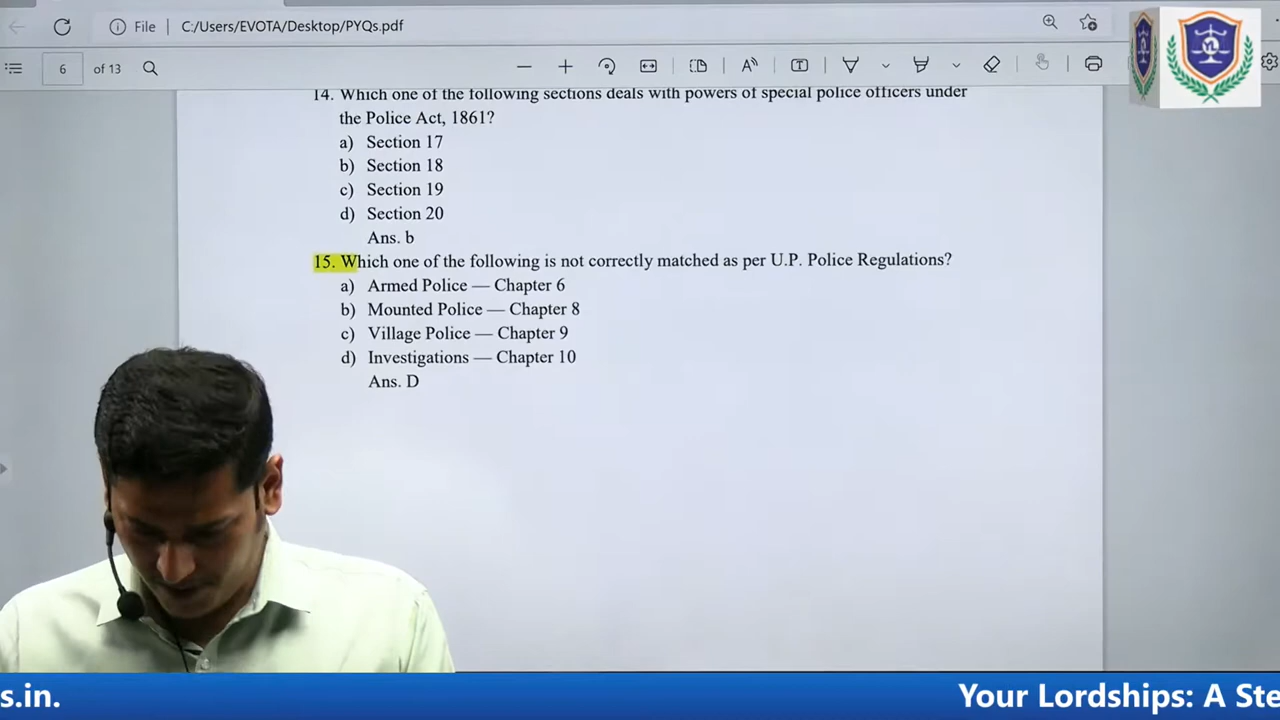 File
C:/Users/EVOTA/Desktop/PYQs.pdf
6 of 13
14. Which one of the following sections deals with powers of special police officers under
the Police Act, 1861?
a) Section 17
b) Section 18
c) Section 19
d) Section 20
Ans. b
15. Which one of the following is not correctly matched as per U.P. Police Regulations?
a) Armed Police — Chapter 6
b) Mounted Police — Chapter 8
c) Village Police — Chapter 9
d) Investigations — Chapter 10
Ans. D
s.in.
Your Lordships: A Ste